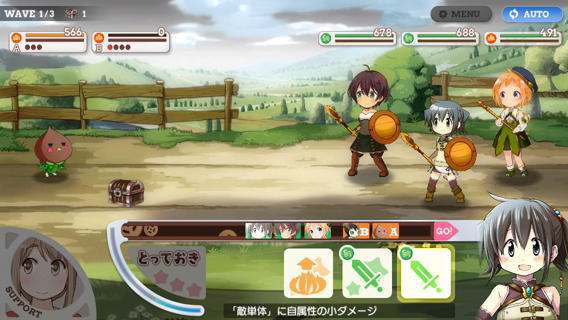 WAVE 1/3 1 MENU AUTO
566 0 678 688 491
A B
B A GO!
とっておき
SUPPORT
「敵単体」に自属性の小ダメージ